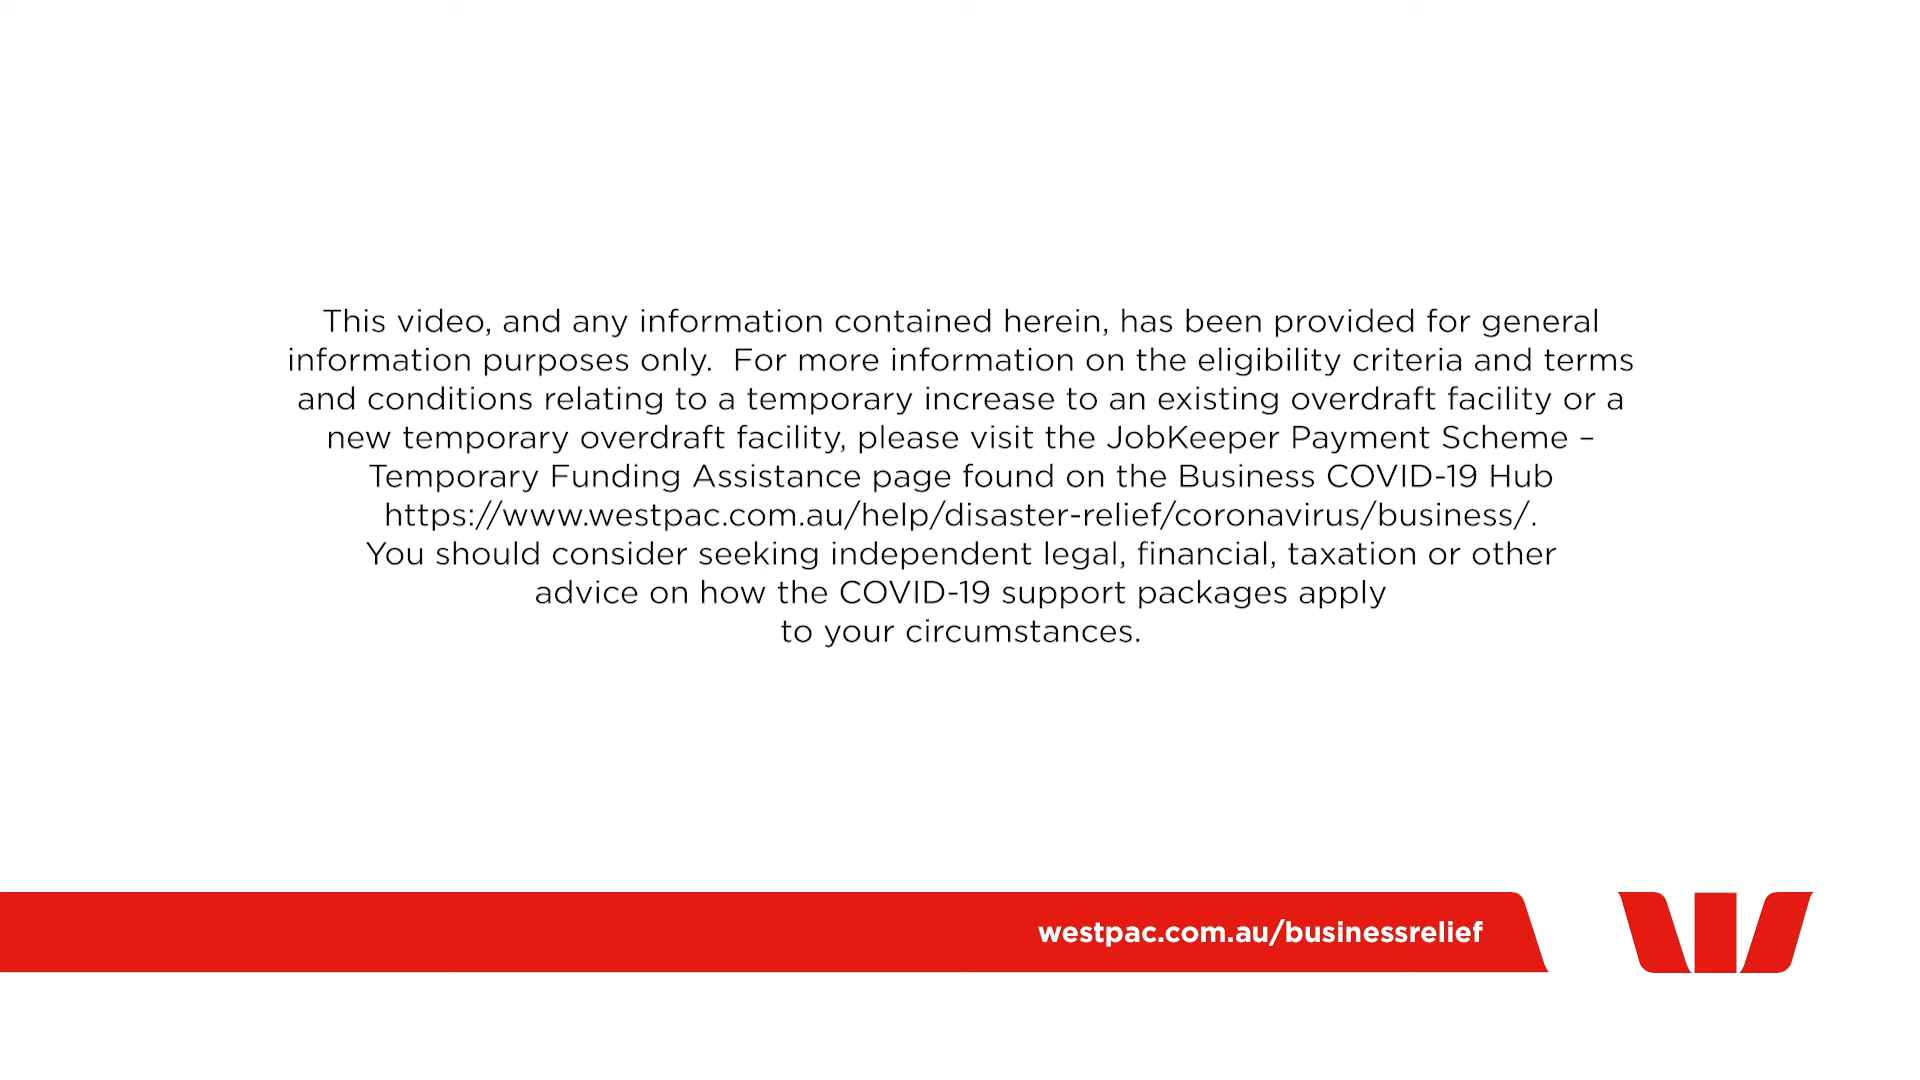 This video, and any information contained herein, has been provided for general
information purposes only.  For more information on the eligibility criteria and terms
and conditions relating to a temporary increase to an existing overdraft facility or a
new temporary overdraft facility, please visit the JobKeeper Payment Scheme –
Temporary Funding Assistance page found on the Business COVID-19 Hub
https://www.westpac.com.au/help/disaster-relief/coronavirus/business/.
You should consider seeking independent legal, financial, taxation or other
advice on how the COVID-19 support packages apply
to your circumstances.
westpac.com.au/businessrelief